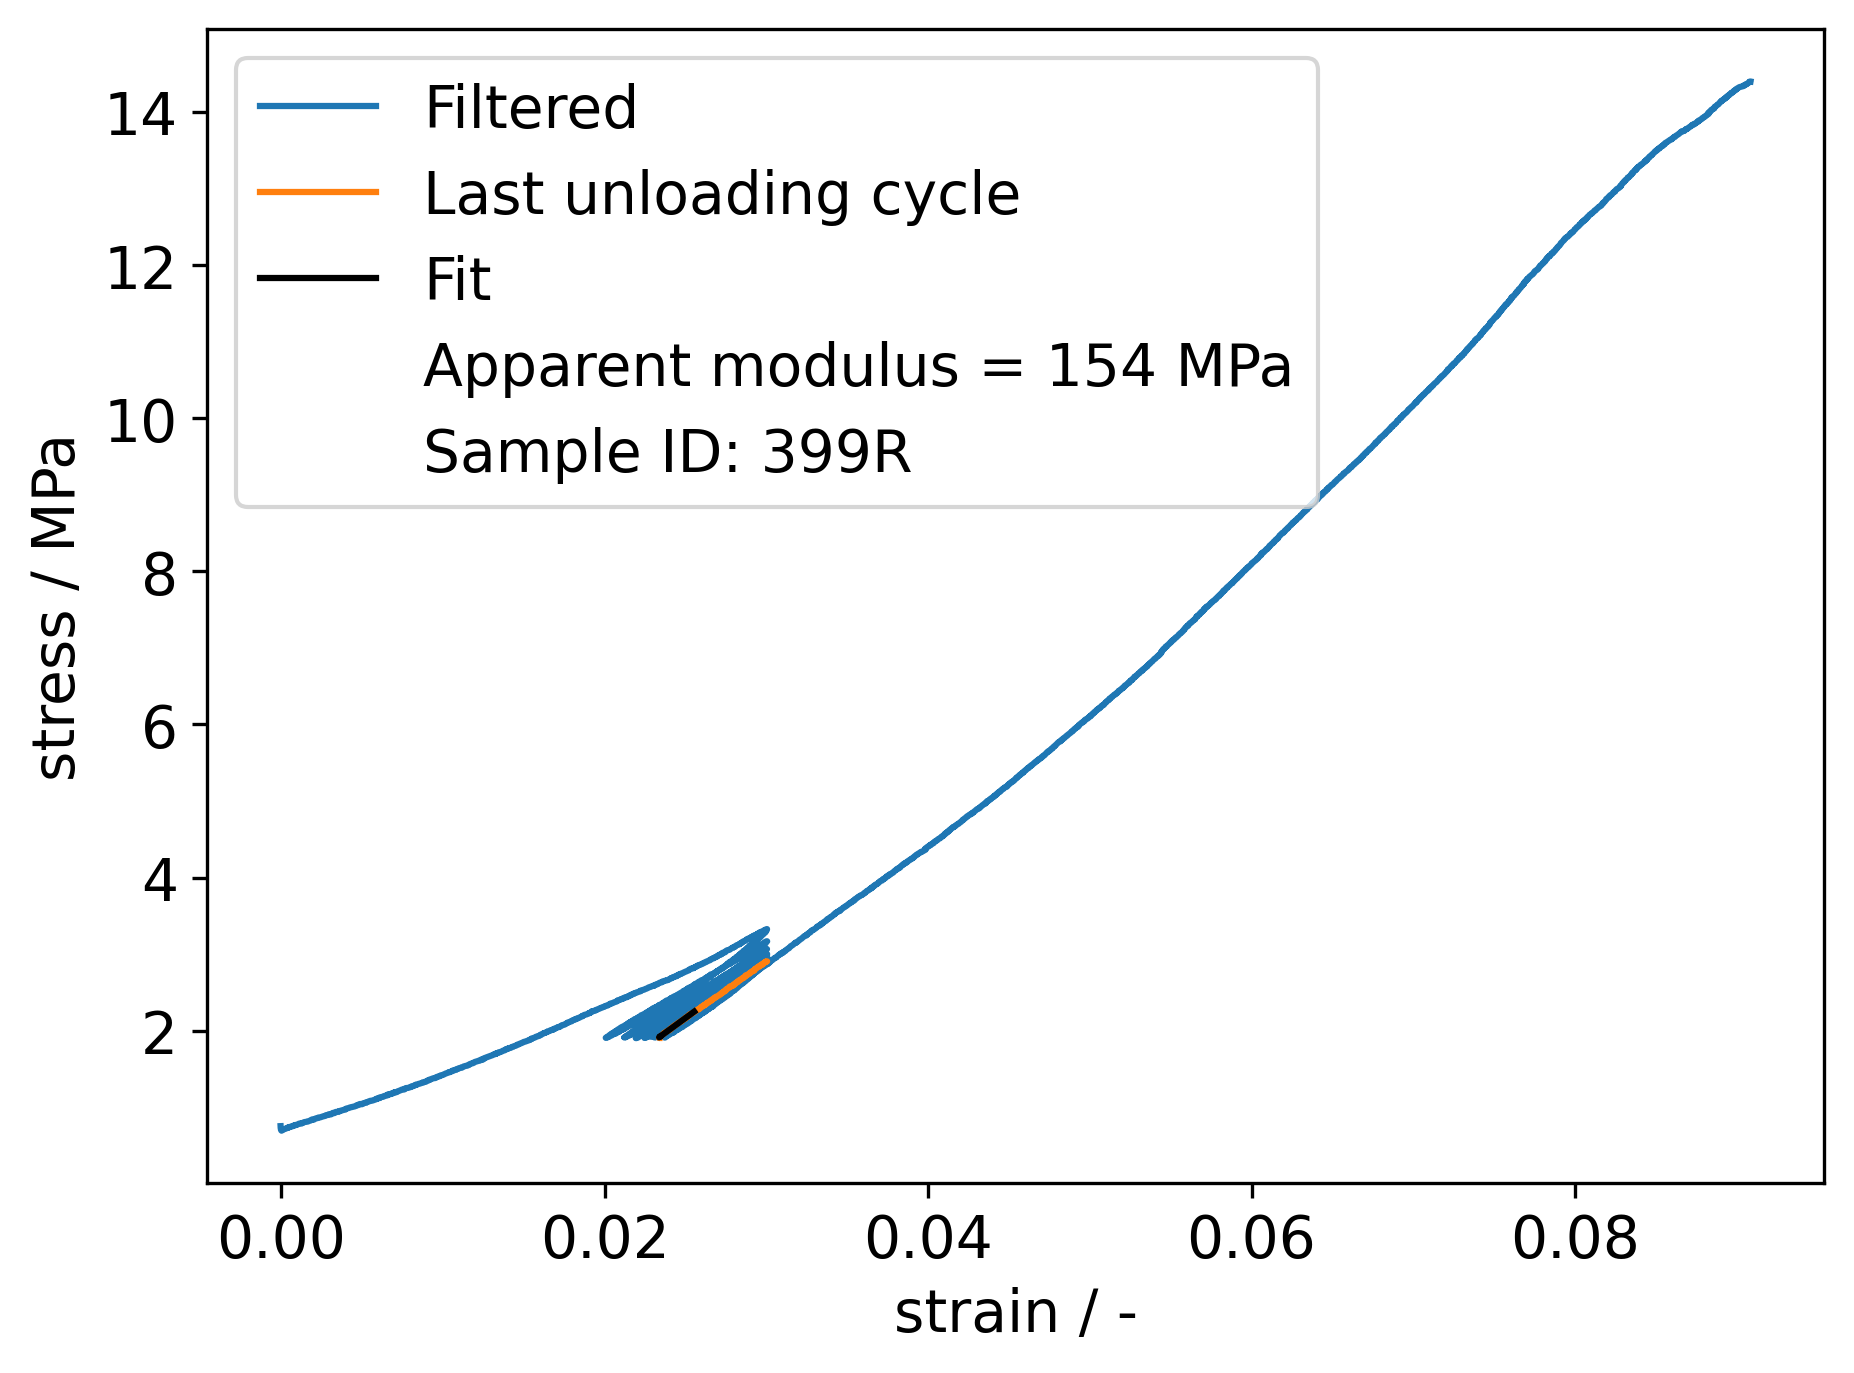 Filtered
Last unloading cycle
Fit
Apparent modulus = 154 MPa
Sample ID: 399R
14
12
10
8
6
4
2
stress / MPa
0.00 0.02 0.04 0.06 0.08
strain / -